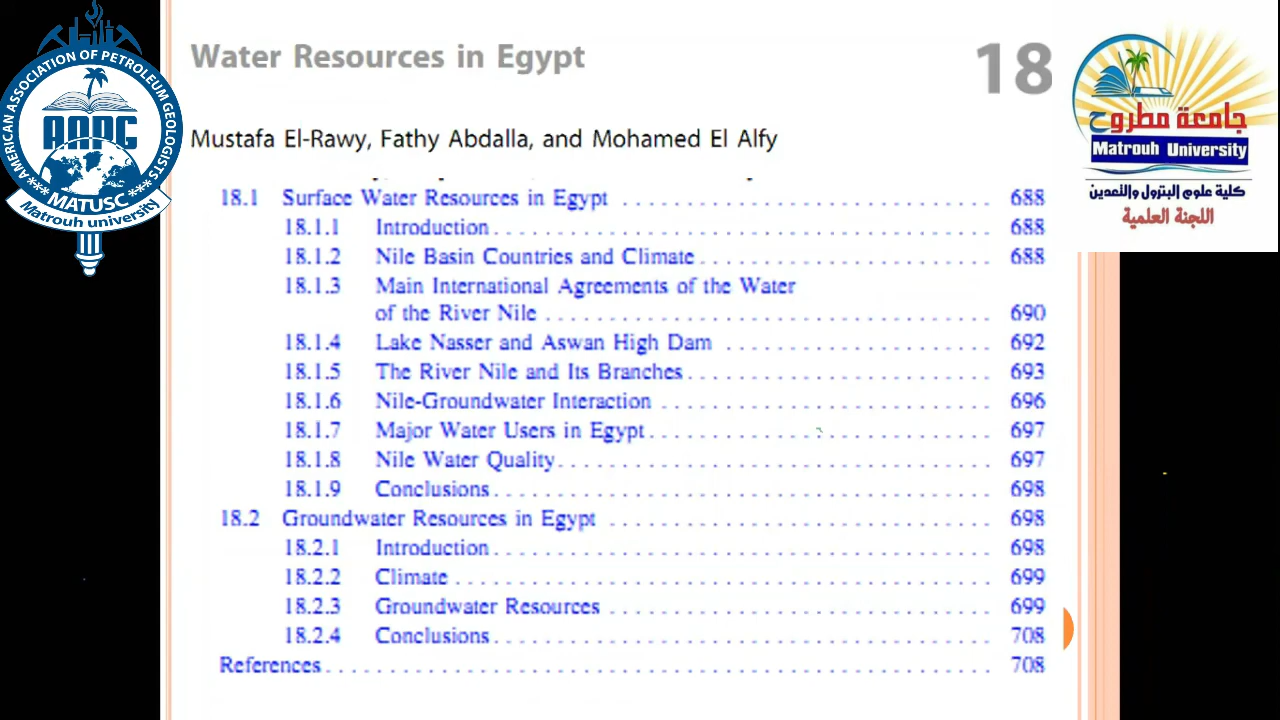 Water Resources in Egypt
18
Mustafa El-Rawy, Fathy Abdalla, and Mohamed El Alfy
18.1 Surface Water Resources in Egypt 688
18.1.1 Introduction 688
18.1.2 Nile Basin Countries and Climate 688
18.1.3 Main International Agreements of the Water
of the River Nile 690
18.1.4 Lake Nasser and Aswan High Dam 692
18.1.5 The River Nile and Its Branches 693
18.1.6 Nile-Groundwater Interaction 696
18.1.7 Major Water Users in Egypt 697
18.1.8 Nile Water Quality 697
18.1.9 Conclusions 698
18.2 Groundwater Resources in Egypt 698
18.2.1 Introduction 698
18.2.2 Climate 699
18.2.3 Groundwater Resources 699
18.2.4 Conclusions 708
References 708
AMERICAN ASSOCIATION OF PETROLEUM GEOLOGISTS
AAPG
MATUSC
Matrouh university
جامعة مطروح
Matrouh University
كلية علوم البترول والتعدين
اللجنة العلمية